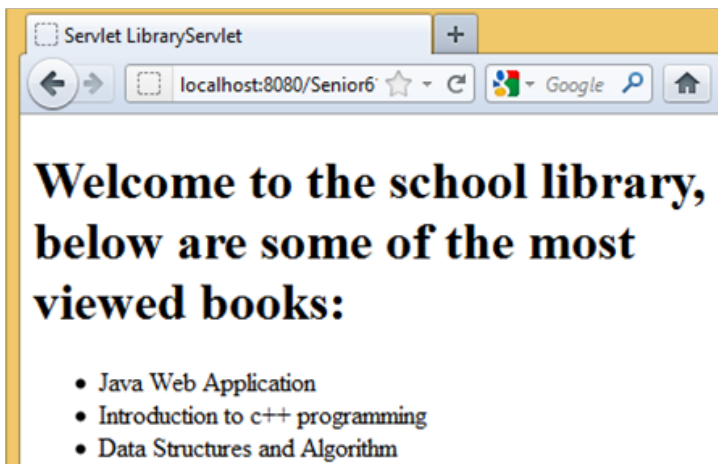 Servlet LibraryServlet
localhost:8080/Senior6
Google
Welcome to the school library,
below are some of the most
viewed books:
Java Web Application
Introduction to c++ programming
Data Structures and Algorithm